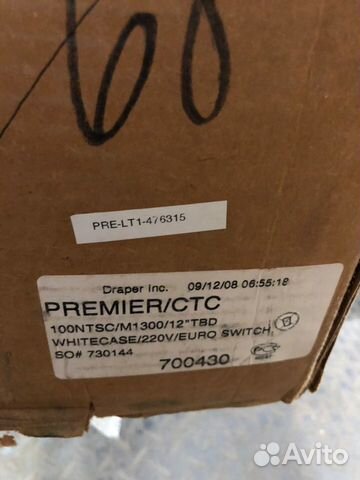 60
PRE-LT1-476315
Draper Inc. 09/12/08 06:55:18
PREMIER/CTC
100NTSC/M1300/12"TBD
WHITECASE/220V/EURO SWITCH
SO# 730144
700430
Avito